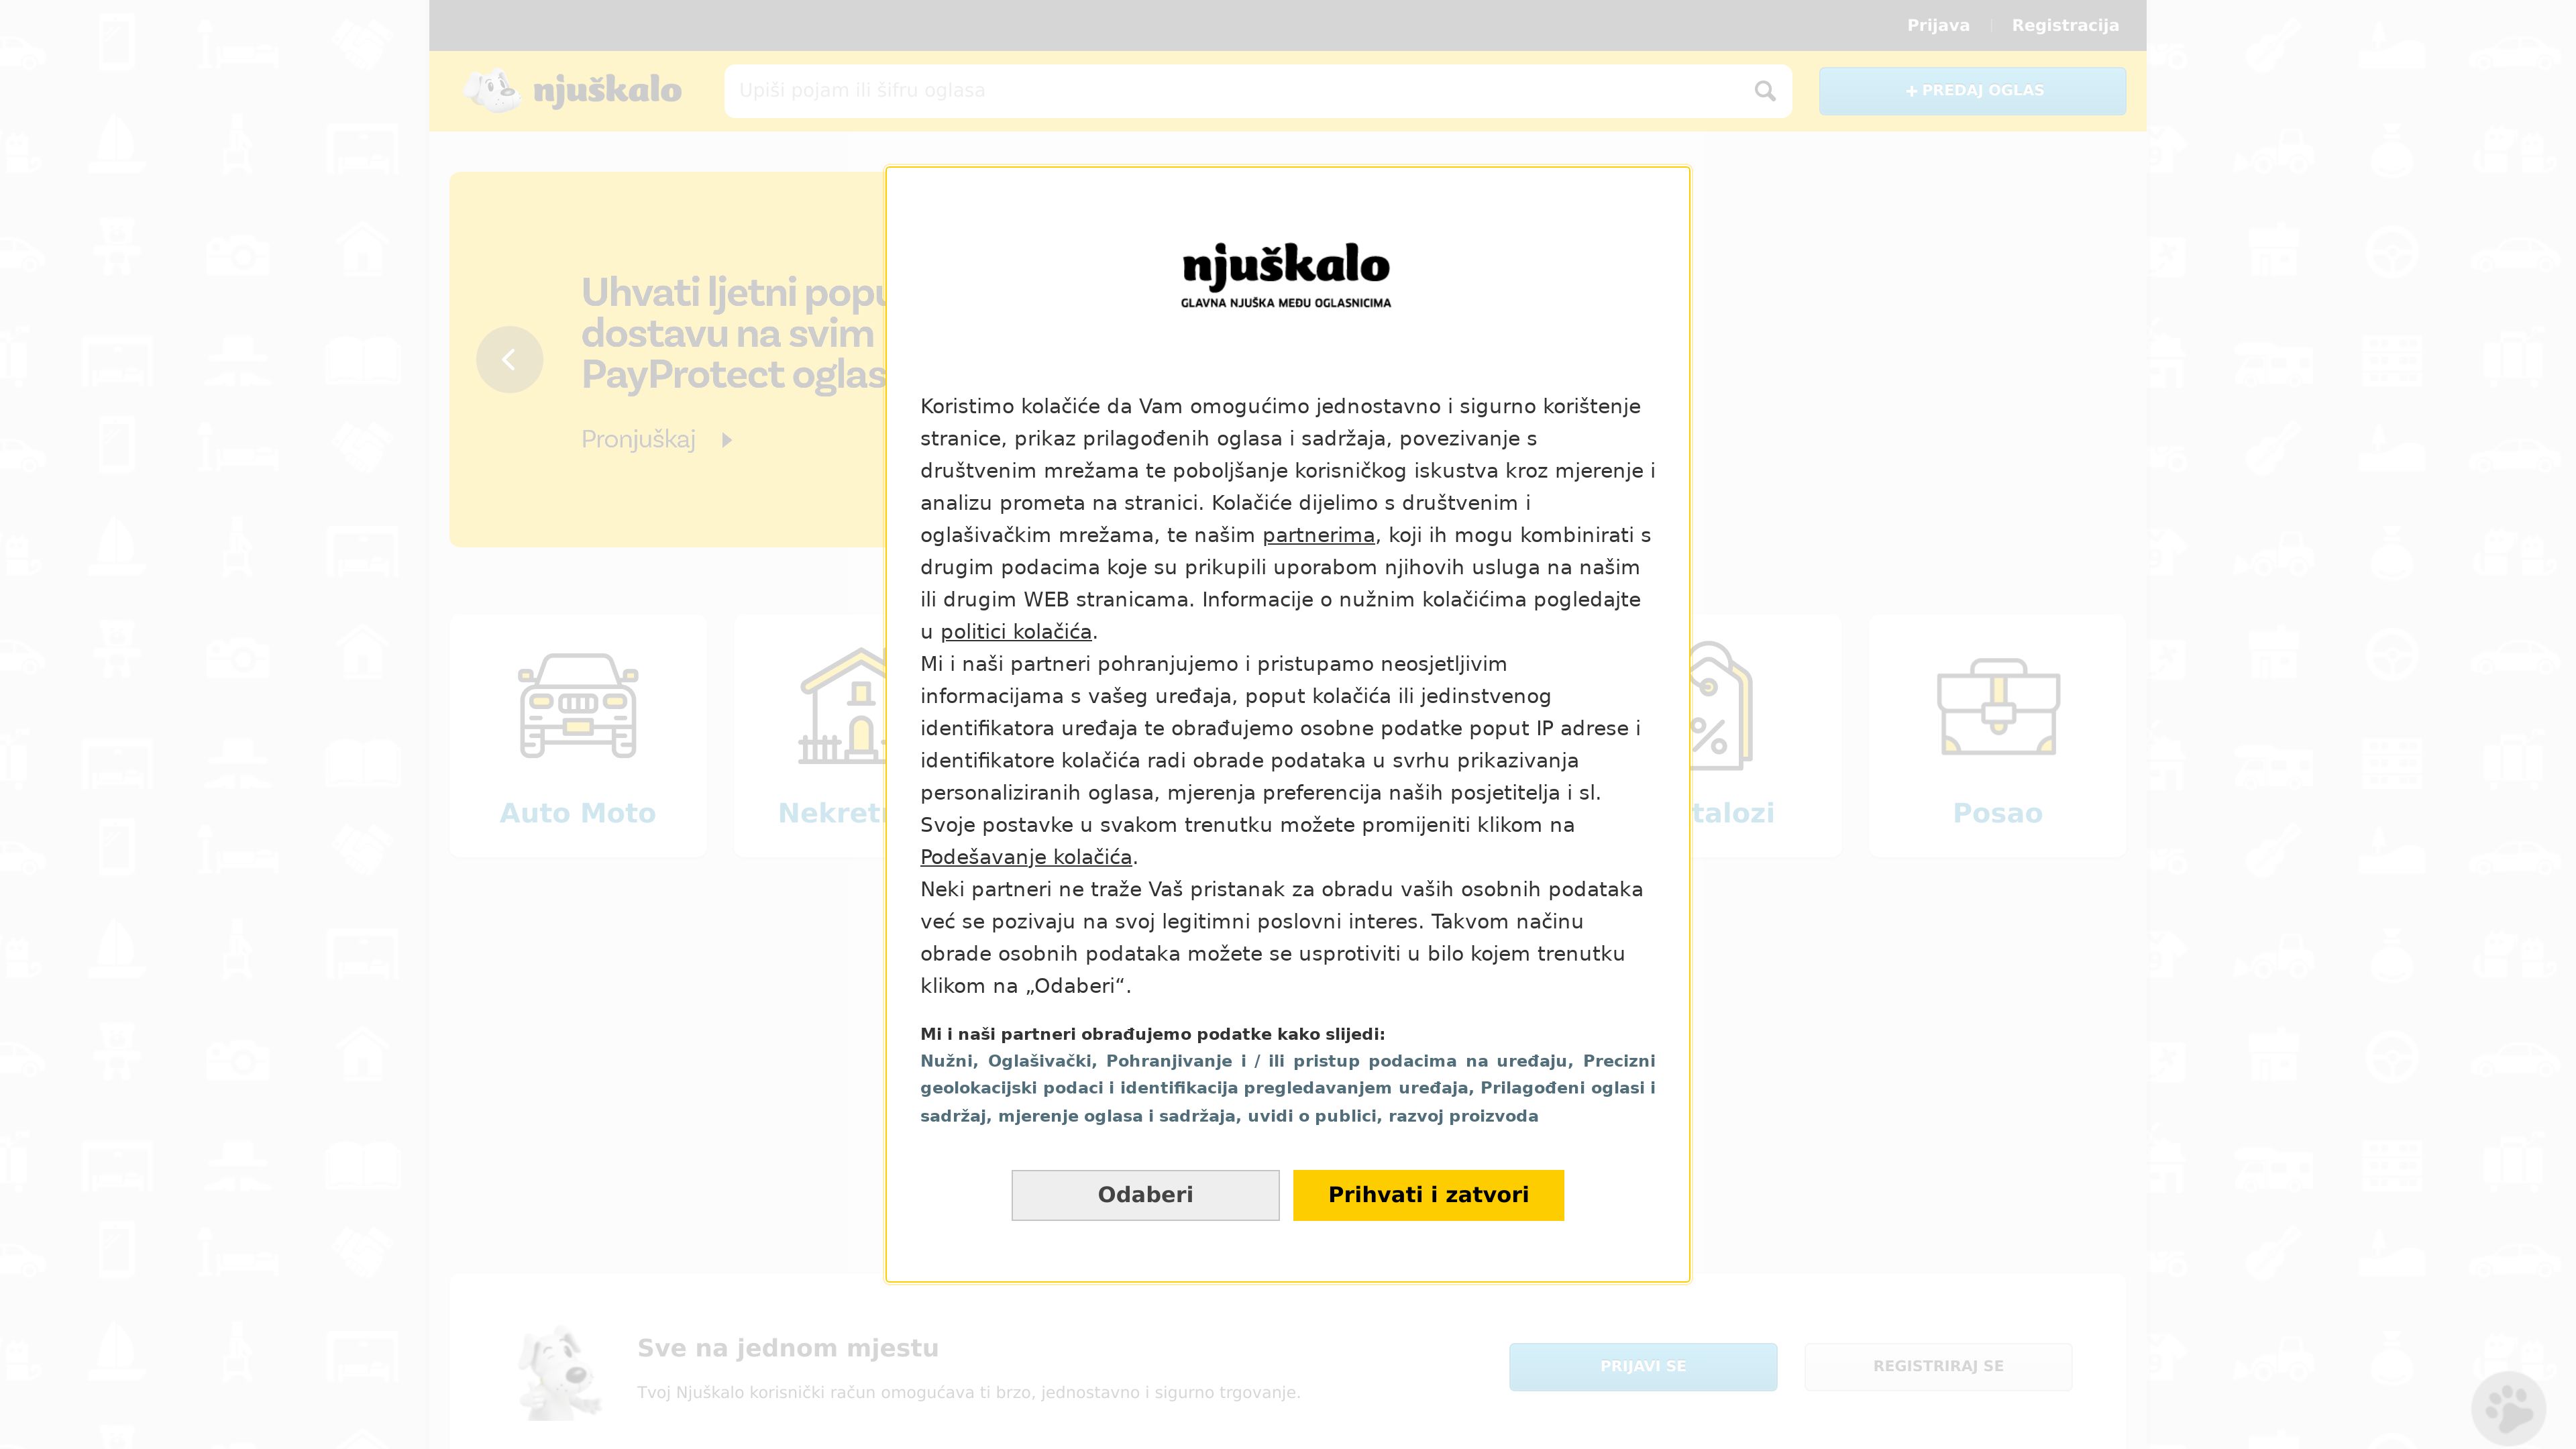 Prijava
Registracija
njuškalo
Upiši pojam ili šifru oglasa
+ PREDAJ OGLAS
Uhvati ljetni popu
dostavu na svim
PayProtect oglas
Pronjuškaj
njuškalo
GLAVNA NJUŠKA MEĐU OGLASNICIMA
Koristimo kolačiće da Vam omogućimo jednostavno i sigurno korištenje
stranice, prikaz prilagođenih oglasa i sadržaja, povezivanje s
društvenim mrežama te poboljšanje korisničkog iskustva kroz mjerenje i
analizu prometa na stranici. Kolačiće dijelimo s društvenim i
oglašivačkim mrežama, te našim partnerima, koji ih mogu kombinirati s
drugim podacima koje su prikupili uporabom njihovih usluga na našim
ili drugim WEB stranicama. Informacije o nužnim kolačićima pogledajte
u politici kolačića.
Mi i naši partneri pohranjujemo i pristupamo neosjetljivim
informacijama s vašeg uređaja, poput kolačića ili jedinstvenog
identifikatora uređaja te obrađujemo osobne podatke poput IP adrese i
identifikatore kolačića radi obrade podataka u svrhu prikazivanja
personaliziranih oglasa, mjerenja preferencija naših posjetitelja i sl.
Svoje postavke u svakom trenutku možete promijeniti klikom na
Podešavanje kolačića.
Neki partneri ne traže Vaš pristanak za obradu vaših osobnih podataka
već se pozivaju na svoj legitimni poslovni interes. Takvom načinu
obrade osobnih podataka možete se usprotiviti u bilo kojem trenutku
klikom na „Odaberi“.
Mi i naši partneri obrađujemo podatke kako slijedi:
Nužni, Oglašivački, Pohranjivanje i / ili pristup podacima na uređaju, Precizni
geolokacijski podaci i identifikacija pregledavanjem uređaja, Prilagođeni oglasi i
sadržaj, mjerenje oglasa i sadržaja, uvidi o publici, razvoj proizvoda
Odaberi
Prihvati i zatvori
Auto Moto
Nekret
talozi
Posao
Sve na jednom mjestu
Tvoj Njuškalo korisnički račun omogućava ti brzo, jednostavno i sigurno trgovanje.
PRIJAVI SE
REGISTRIRAJ SE